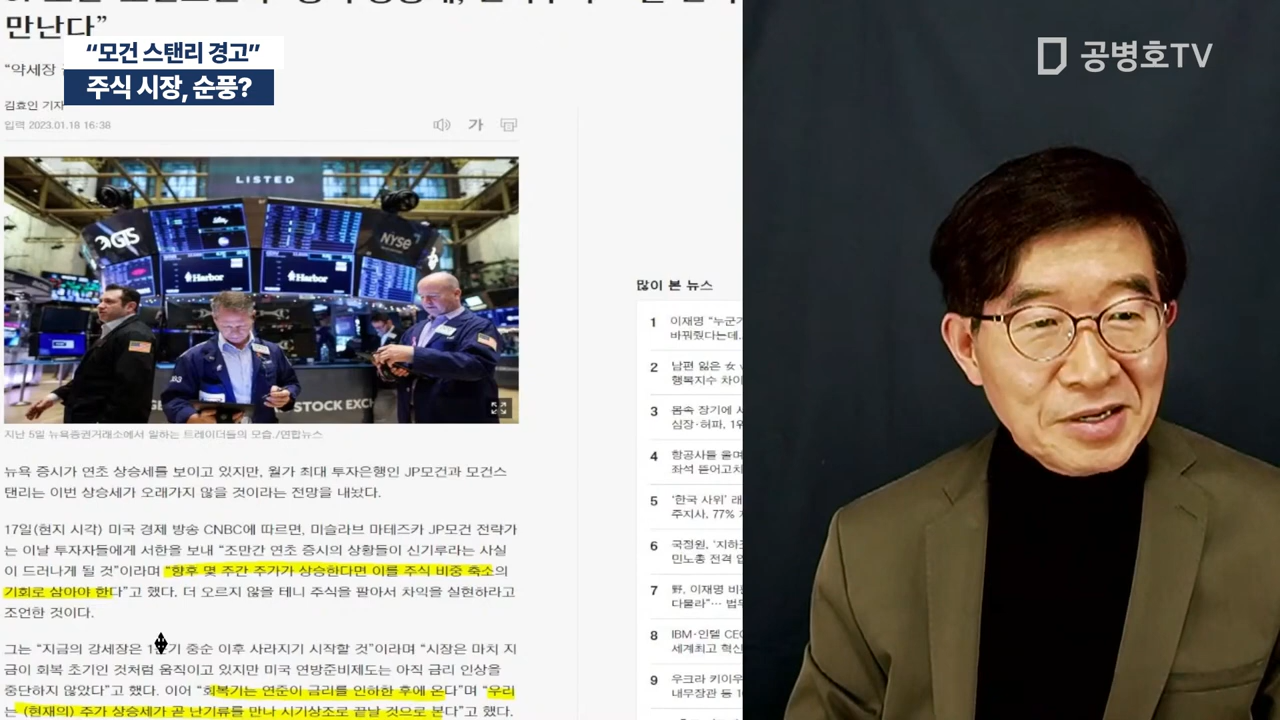 만난다”
“모건 스탠리 경고”
주식 시장, 순풍?
“약세장
김효인 기자
입력 2023.01.18 16:38
가
공병호TV
LISTED
GTS
NYSE
Harbor
Harbor
STOCK EXCH
지난 5일 뉴욕증권거래소에서 일하는 트레이더들의 모습./연합뉴스
뉴욕 증시가 연초 상승세를 보이고 있지만, 월가 최대 투자은행인 JP모건과 모건스
탠리는 이번 상승세가 오래가지 않을 것이라는 전망을 내놨다.
17일(현지 시각) 미국 경제 방송 CNBC에 따르면, 미슬라브 마테즈카 JP모건 전략가
는 이날 투자자들에게 서한을 보내 “조만간 연초 증시의 상황들이 신기루라는 사실
이 드러나게 될 것”이라며 “향후 몇 주간 주가가 상승한다면 이를 주식 비중 축소의
기회로 삼아야 한다”고 했다. 더 오르지 않을 테니 주식을 팔아서 차익을 실현하라고
조언한 것이다.
그는 “지금의 강세장은 1분기 중순 이후 사라지기 시작할 것”이라며 “시장은 마치 지
금이 회복 초기인 것처럼 움직이고 있지만 미국 연방준비제도는 아직 금리 인상을
중단하지 않았다”고 했다. 이어 “회복기는 연준이 금리를 인하한 후에 온다”며 “우리
는 (현재의) 주가 상승세가 곧 난기류를 만나 시기상조로 끝날 것으로 본다”고 했다.
많이 본 뉴스
1 이재명 “누군가
바꿔줬다는데..
2 남편 잃은 女
행복지수 차이
3 몸속 장기에 
심장·허파, 1위
4 항공사들 울며
좌석 뜯어고치
5 ‘한국 사위’ 래
주지사, 77%
6 국정원, ‘지하조
민노총 전격 압
7 野, 이재명 비
다물라”… 법무
8 IBM·인텔 CEO
세계최고 혁신
9 우크라 키이우
내무장관 등